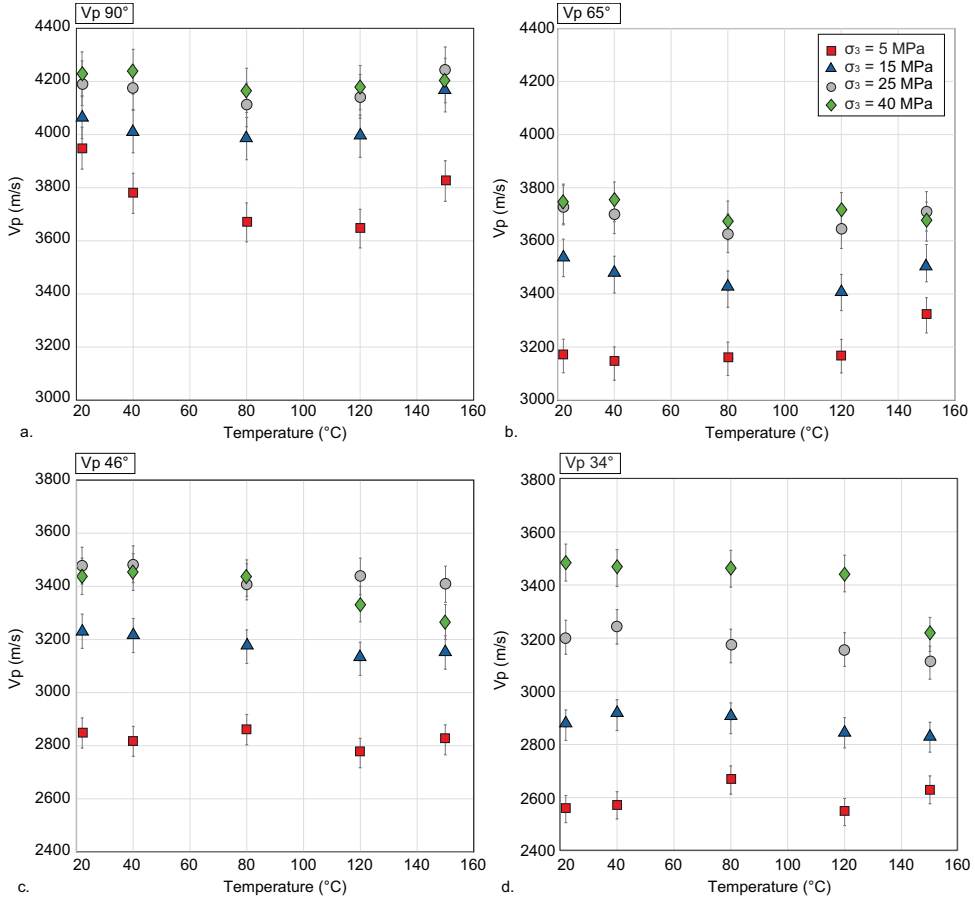 Vp 90°
4400
4200
4000
3800
3600
3400
3200
3000
Vp (m/s)
20 40 60 80 100 120 140 160
Temperature (°C)
a.
Vp 65°
σ₃ = 5 MPa
σ₃ = 15 MPa
σ₃ = 25 MPa
σ₃ = 40 MPa
4400
4200
4000
3800
3600
3400
3200
3000
Vp (m/s)
20 40 60 80 100 120 140 160
Temperature (°C)
b.
Vp 46°
3800
3600
3400
3200
3000
2800
2600
2400
Vp (m/s)
20 40 60 80 100 120 140 160
Temperature (°C)
c.
Vp 34°
3800
3600
3400
3200
3000
2800
2600
2400
Vp (m/s)
20 40 60 80 100 120 140 160
Temperature (°C)
d.